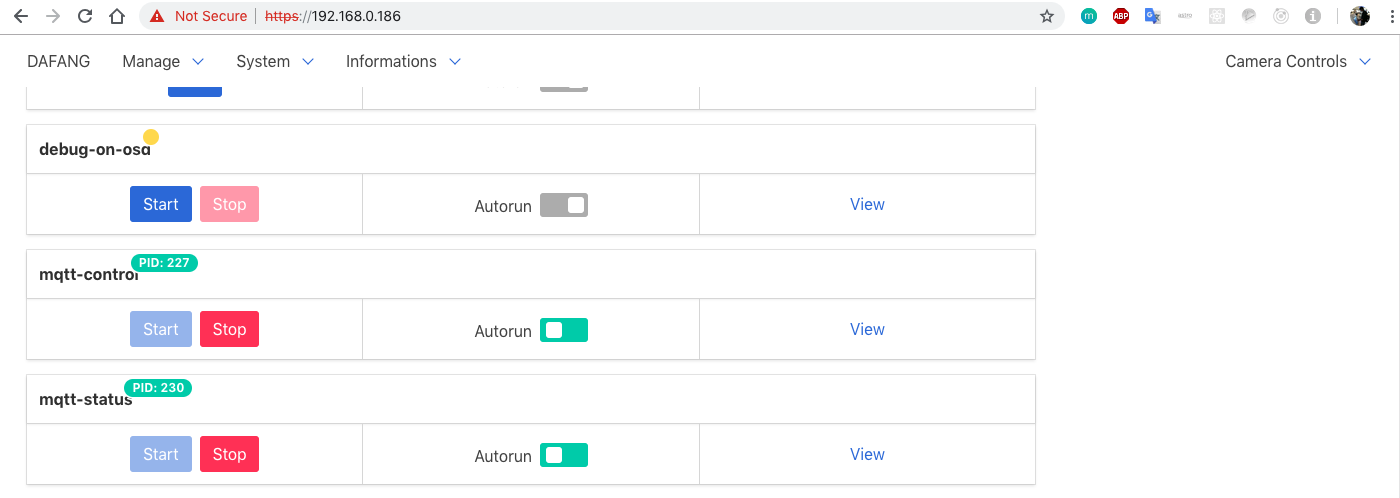 Not Secure https://192.168.0.186
ABP
DAFANG Manage System Informations Camera Controls
debug-on-osd
Start Stop Autorun View
mqtt-control PID: 227
Start Stop Autorun View
mqtt-status PID: 230
Start Stop Autorun View